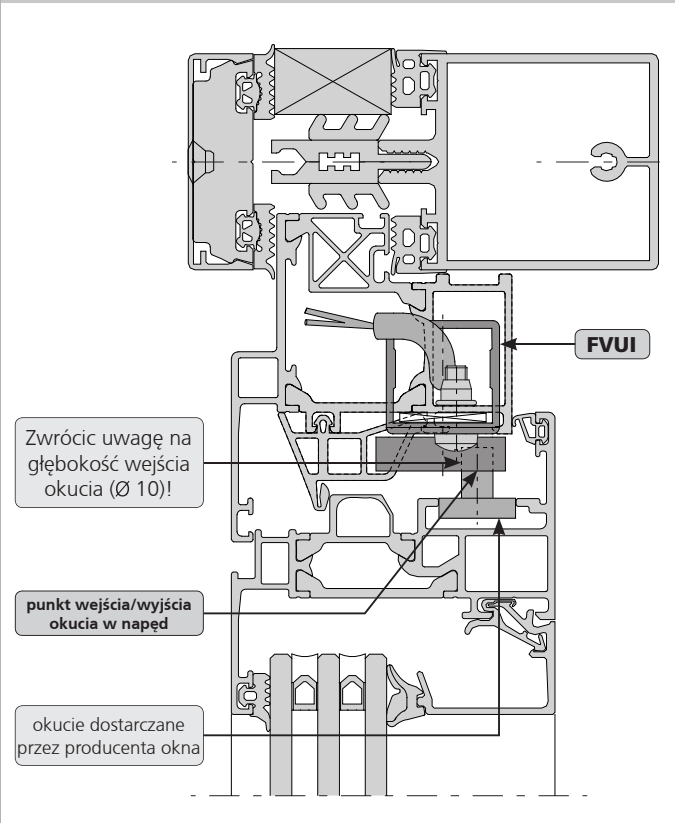 FVUI
Zwrócic uwagę na
głębokość wejścia
okucia (Ø 10)!
punkt wejścia/wyjścia
okucia w napęd
okucie dostarczane
przez producenta okna